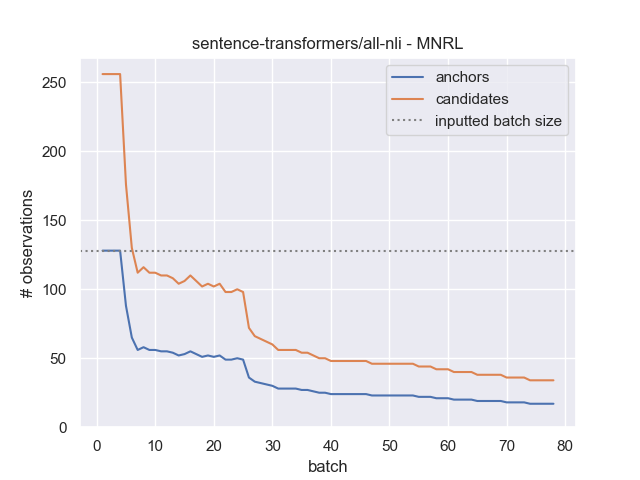 sentence-transformers/all-nli - MNRL
anchors
candidates
inputted batch size
# observations
250
200
150
100
50
0
0 10 20 30 40 50 60 70 80
batch